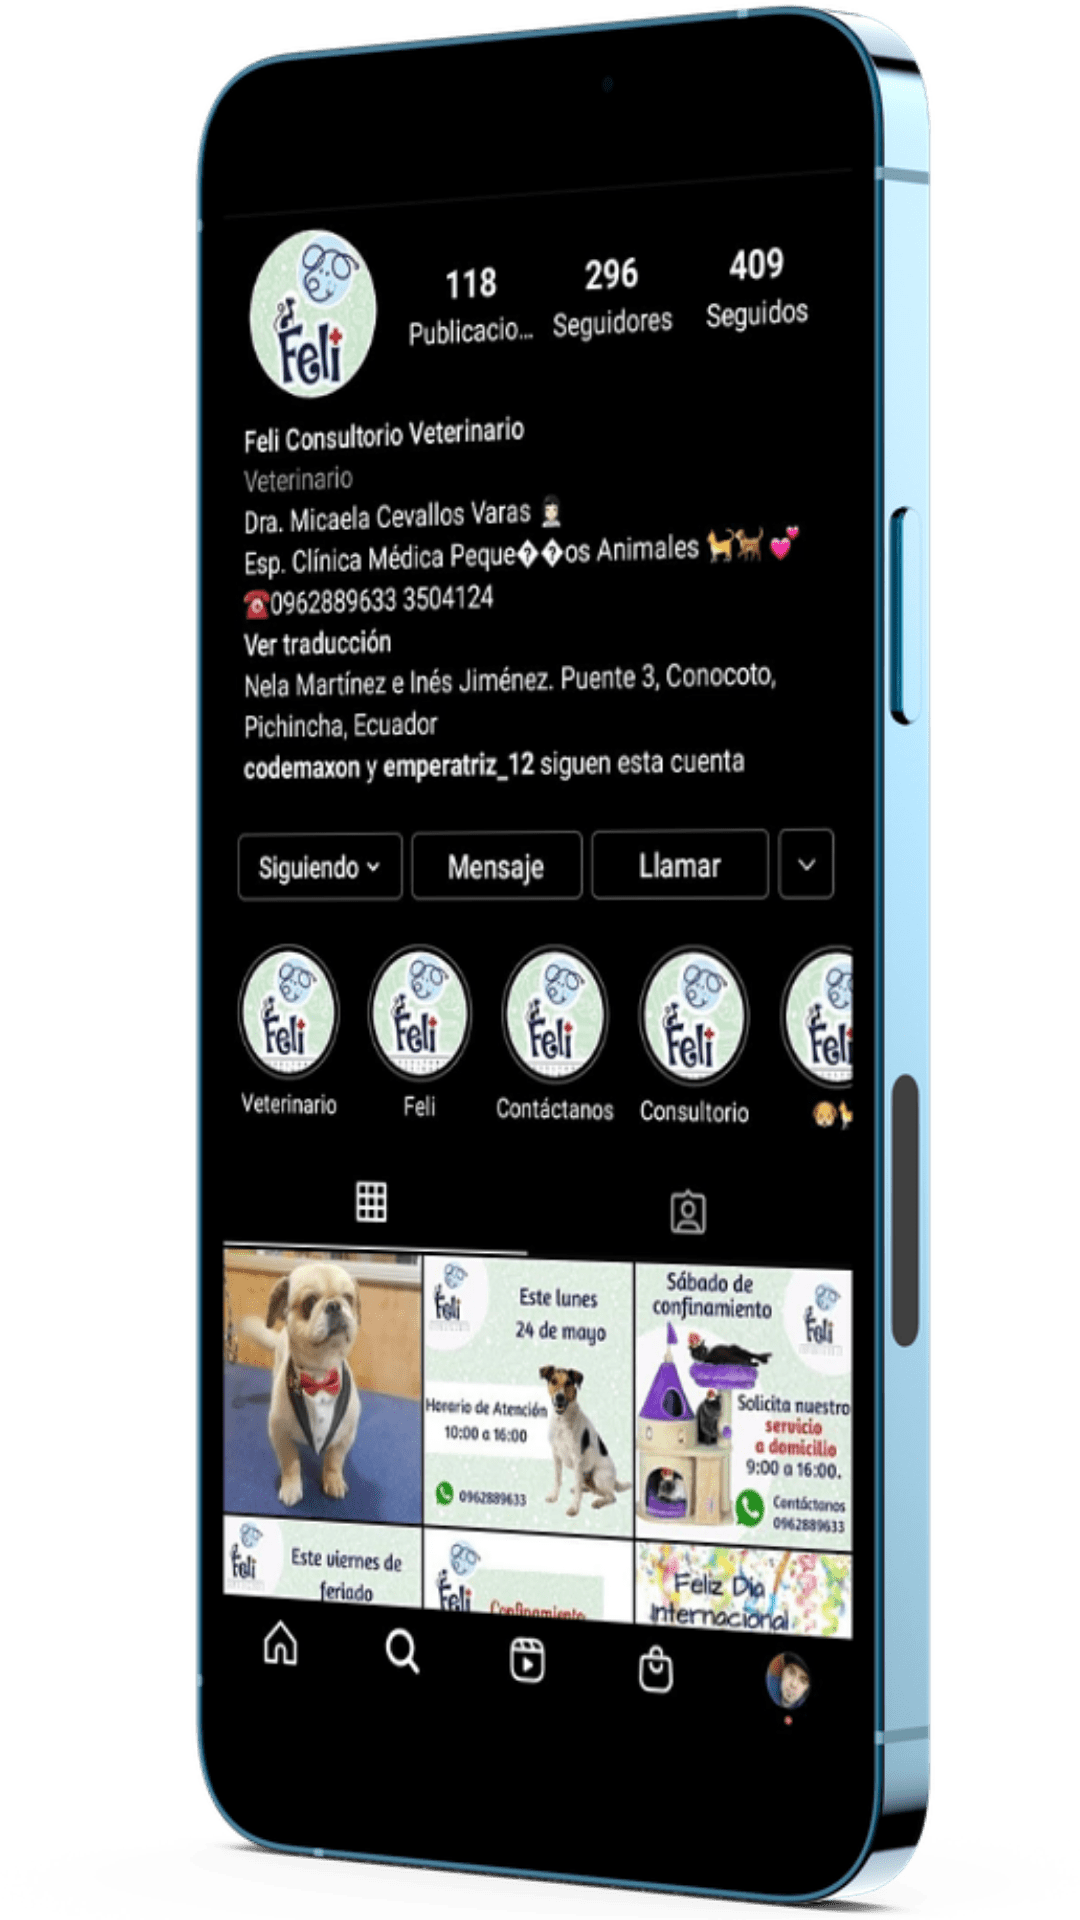 Feli
118
296
409
Publicacio...
Seguidores
Seguidos
Feli Consultorio Veterinario
Veterinario
Dra. Micaela Cevallos Varas 👩🏻‍⚕️
Esp. Clínica Médica Peque��os Animales 🐈🐕💕
☎️0962889633 3504124
Ver traducción
Nela Martínez e Inés Jiménez. Puente 3, Conocoto,
Pichincha, Ecuador
codemaxon y emperatriz_12 siguen esta cuenta
Siguiendo
Mensaje
Llamar
Feli
Feli
Feli
Feli
Feli
Veterinario
Feli
Contáctanos
Consultorio
🐶🐈
Feli
Este lunes
24 de mayo
Horario de Atención
10:00 a 16:00
0962889633
Sábado de
confinamiento
Feli
Solicita nuestro
servicio
a domicilio
9:00 a 16:00.
Contáctanos
0962889633
Feli
Este viernes de
feriado
Feli
Confinamiento
Feliz Dia
Internacional